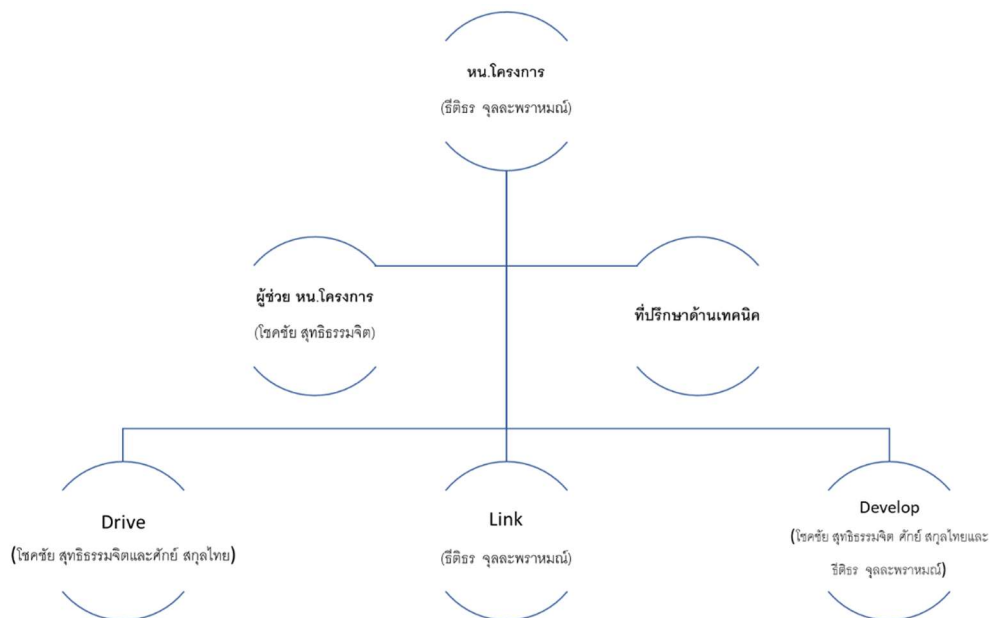 หน.โครงการ
(ธีติธร จุลละพราหมณ์)
ผู้ช่วย หน.โครงการ
(โชคชัย สุทธิธรรมจิต)
ที่ปรึกษาด้านเทคนิค
Drive
(โชคชัย สุทธิธรรมจิตและศักย์ สกุลไทย)
Link
(ธีติธร จุลละพราหมณ์)
Develop
(โชคชัย สุทธิธรรมจิต ศักย์ สกุลไทยและ
ธีติธร จุลละพราหมณ์)